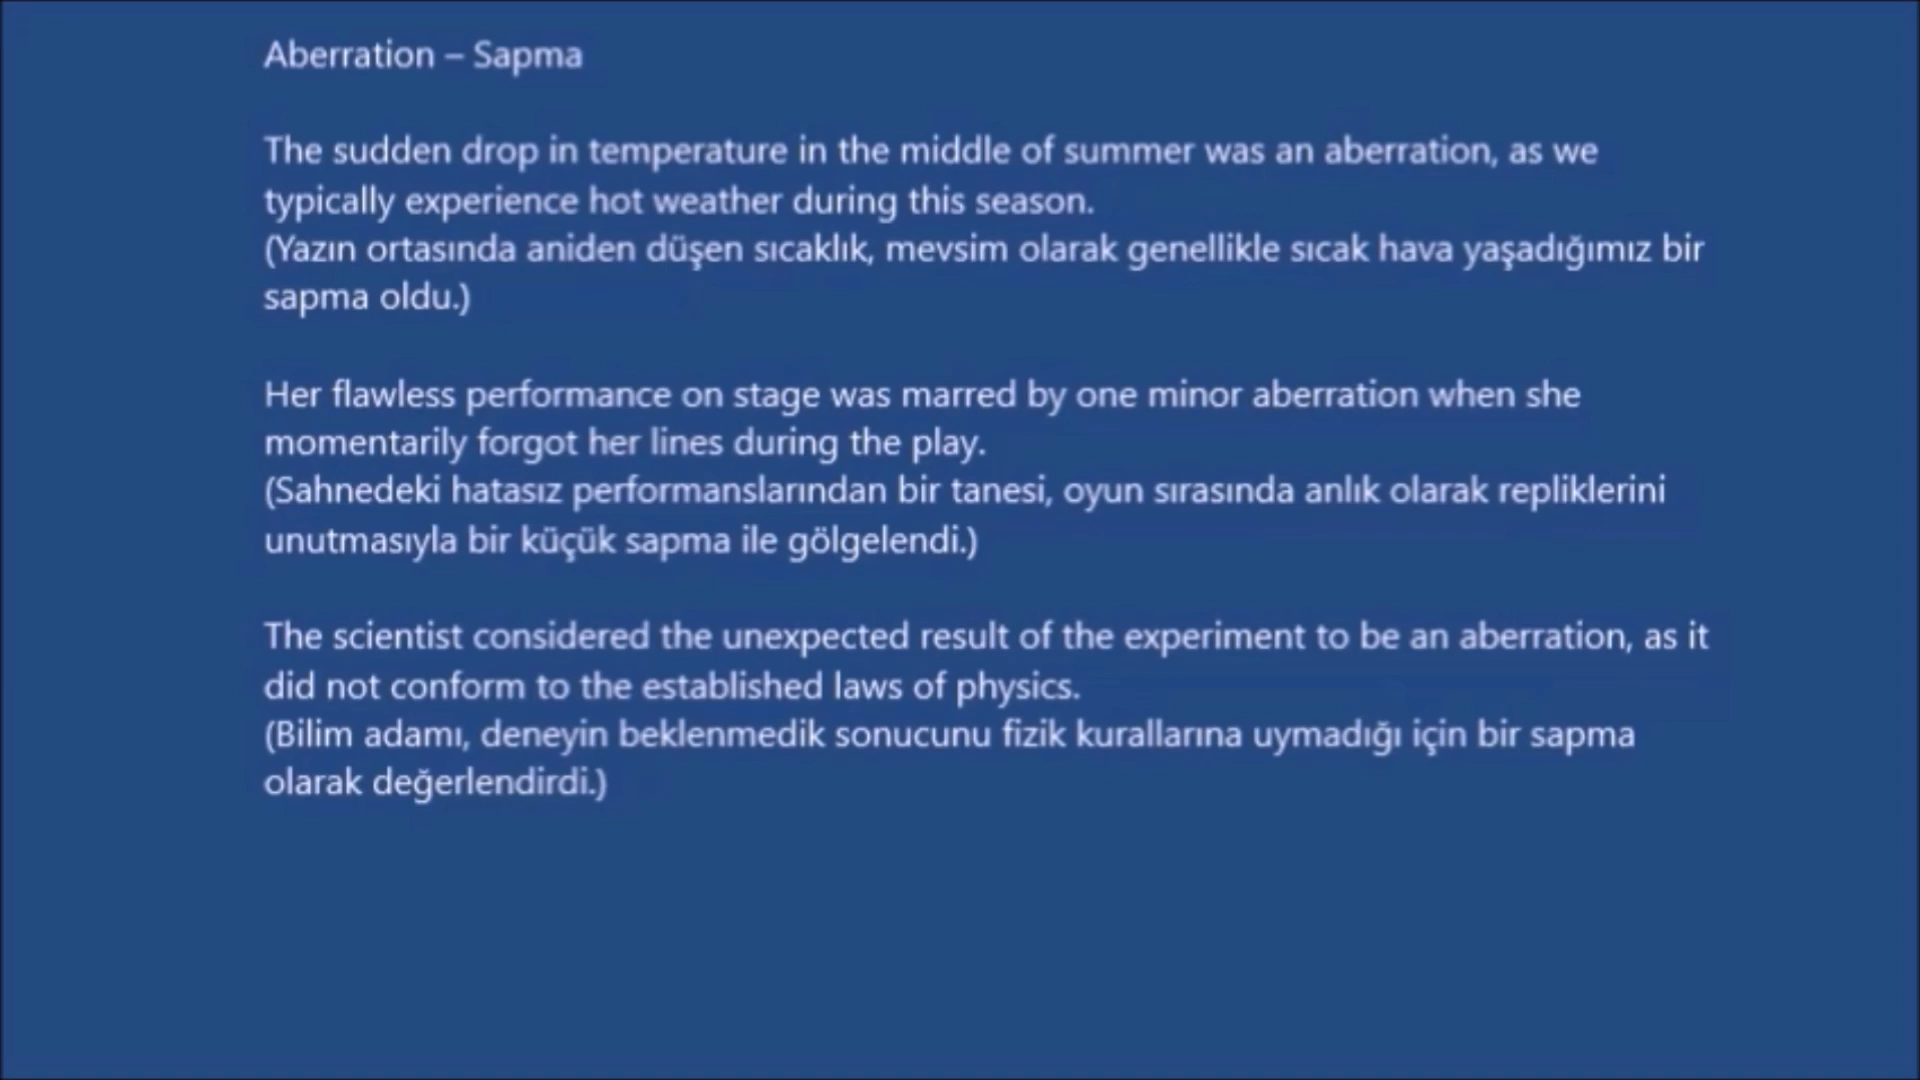 Aberration – Sapma
The sudden drop in temperature in the middle of summer was an aberration, as we
typically experience hot weather during this season.
(Yazın ortasında aniden düşen sıcaklık, mevsim olarak genellikle sıcak hava yaşadığımız bir
sapma oldu.)
Her flawless performance on stage was marred by one minor aberration when she
momentarily forgot her lines during the play.
(Sahnedeki hatasız performanslarından bir tanesi, oyun sırasında anlık olarak repliklerini
unutmasıyla bir küçük sapma ile gölgelendi.)
The scientist considered the unexpected result of the experiment to be an aberration, as it
did not conform to the established laws of physics.
(Bilim adamı, deneyin beklenmedik sonucunu fizik kurallarına uymadığı için bir sapma
olarak değerlendirdi.)